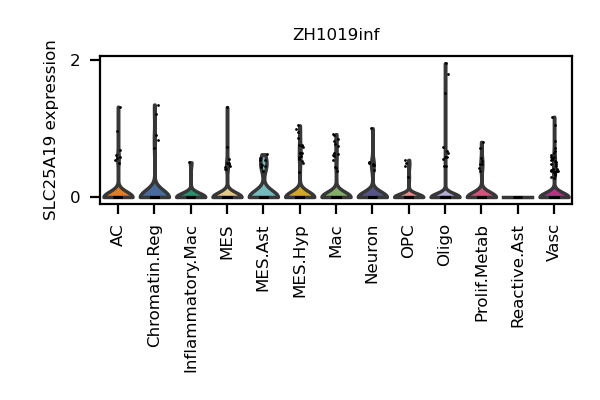 ZH1019inf
SLC25A19 expression
2
0
AC
Chromatin.Reg
Inflammatory.Mac
MES
MES.Ast
MES.Hyp
Mac
Neuron
OPC
Oligo
Prolif.Metab
Reactive.Ast
Vasc